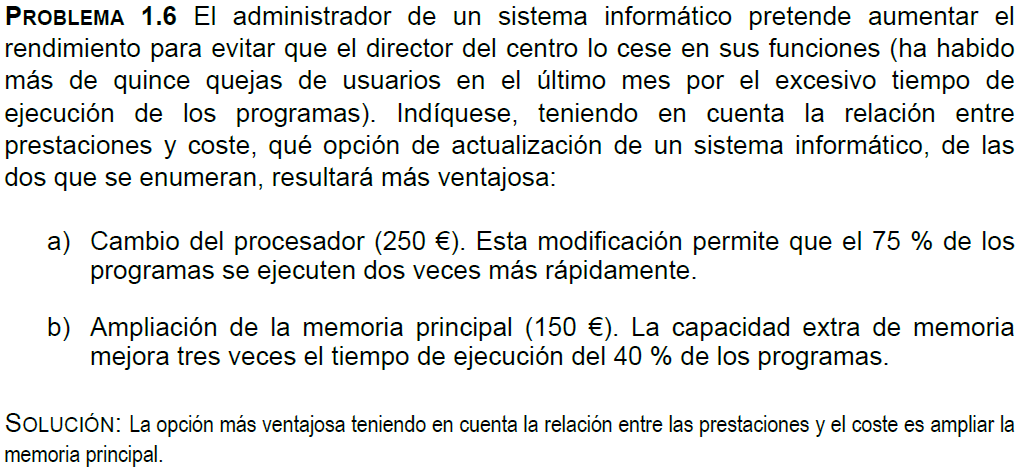 PROBLEMA 1.6 El administrador de un sistema informático pretende aumentar el
rendimiento para evitar que el director del centro lo cese en sus funciones (ha habido
más de quince quejas de usuarios en el último mes por el excesivo tiempo de
ejecución de los programas). Indíquese, teniendo en cuenta la relación entre
prestaciones y coste, qué opción de actualización de un sistema informático, de las
dos que se enumeran, resultará más ventajosa:
a) Cambio del procesador (250 €). Esta modificación permite que el 75 % de los
programas se ejecuten dos veces más rápidamente.
b) Ampliación de la memoria principal (150 €). La capacidad extra de memoria
mejora tres veces el tiempo de ejecución del 40 % de los programas.
SOLUCIÓN: La opción más ventajosa teniendo en cuenta la relación entre las prestaciones y el coste es ampliar la
memoria principal.